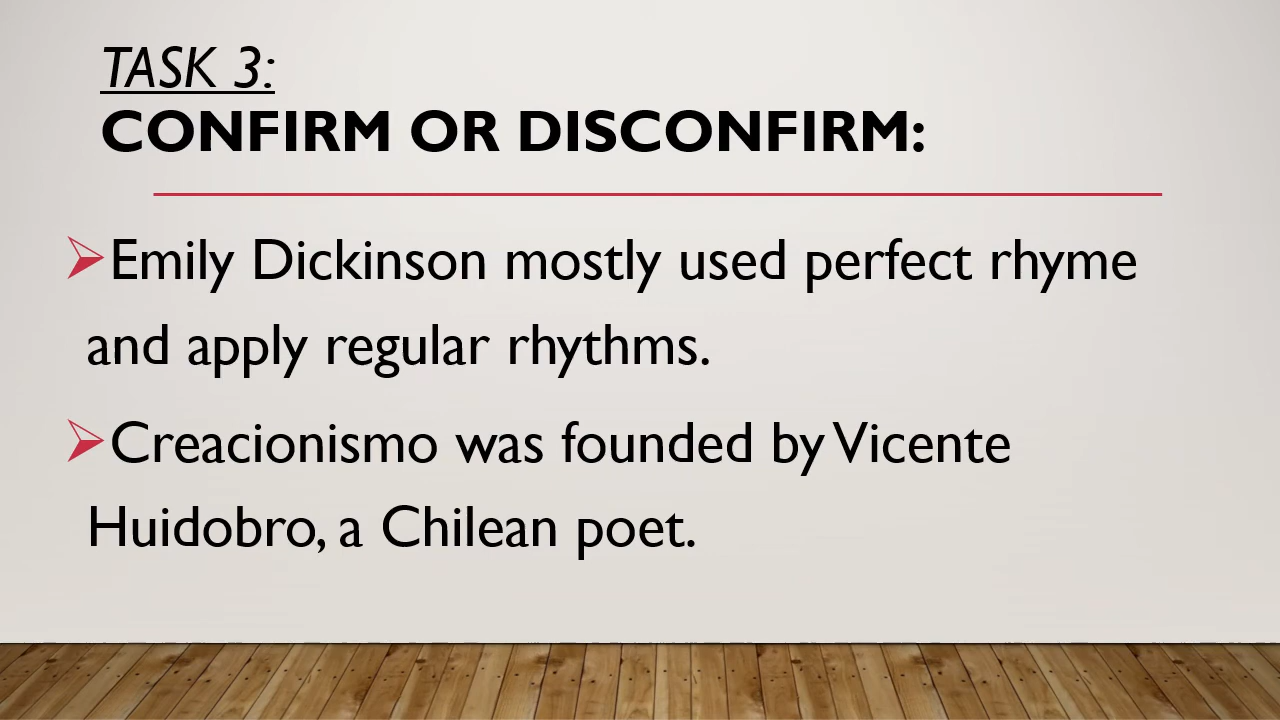 TASK 3:
CONFIRM OR DISCONFIRM:
Emily Dickinson mostly used perfect rhyme
and apply regular rhythms.
Creacionismo was founded by Vicente
Huidobro, a Chilean poet.